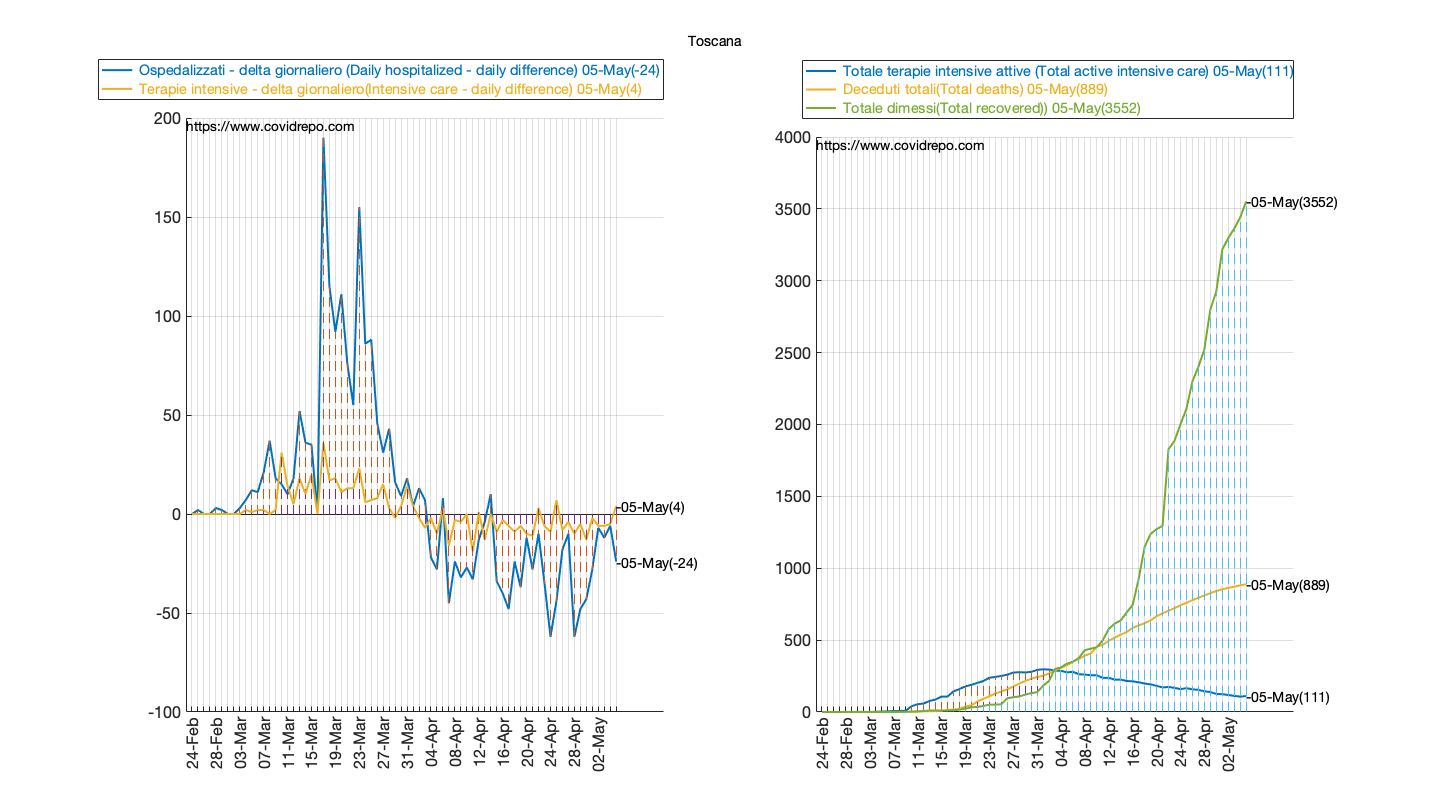 Toscana
Ospedalizzati - delta giornaliero (Daily hospitalized - daily difference) 05-May(-24)
Terapie intensive - delta giornaliero(Intensive care - daily difference) 05-May(4)
200
https://www.covidrepo.com
150
100
50
0
-50
-100
05-May(4)
05-May(-24)
24-Feb
28-Feb
03-Mar
07-Mar
11-Mar
15-Mar
19-Mar
23-Mar
27-Mar
31-Mar
04-Apr
08-Apr
12-Apr
16-Apr
20-Apr
24-Apr
28-Apr
02-May
Totale terapie intensive attive (Total active intensive care) 05-May(111)
Deceduti totali(Total deaths) 05-May(889)
Totale dimessi(Total recovered)) 05-May(3552)
4000
https://www.covidrepo.com
3500
3000
2500
2000
1500
1000
500
0
05-May(3552)
05-May(889)
05-May(111)
24-Feb
28-Feb
03-Mar
07-Mar
11-Mar
15-Mar
19-Mar
23-Mar
27-Mar
31-Mar
04-Apr
08-Apr
12-Apr
16-Apr
20-Apr
24-Apr
28-Apr
02-May